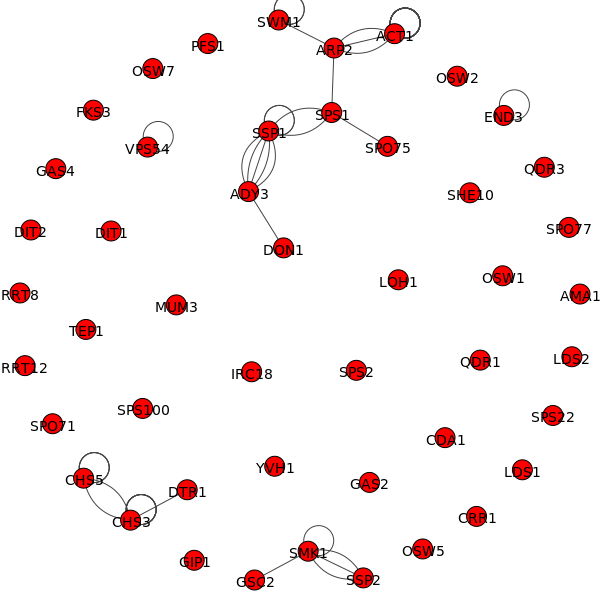 SWM1
PFS1
ARP2
ACT1
OSW7
OSW2
FKS3
END3
SPS1
SSP1
VPS54
SPO75
GAS4
QDR3
ADY3
SHE10
DIT2
DIT1
SPO77
DON1
LOH1
OSW1
RRT8
AMA1
MUM3
TEP1
RRT12
IRC18
SPS2
QDR1
LDS2
SPS100
SPO71
SPS22
CDA1
YVH1
LDS1
CHS5
GAS2
DTR1
CHS3
CRR1
GIP1
SMK1
OSW5
GSC2
SSP2